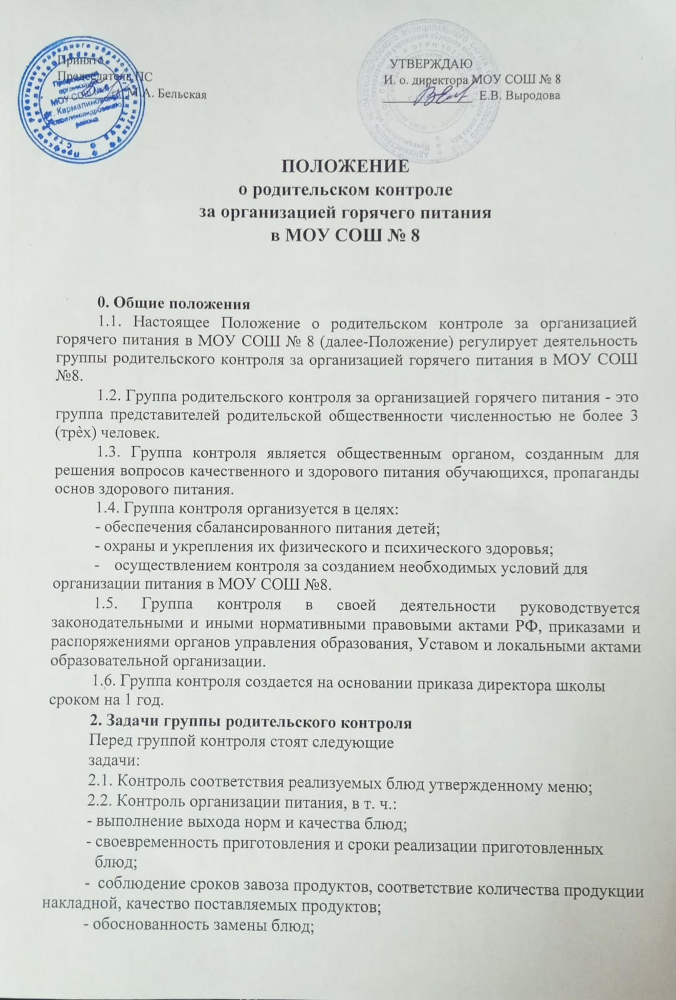 Принято
Председатель ПС
М.А. Бельская
Профсоюз работников народного образования и науки РФ
МОУ СОШ № 8
УТВЕРЖДАЮ
И. о. директора МОУ СОШ № 8
Е.В. Выродова
ПОЛОЖЕНИЕ
о родительском контроле
за организацией горячего питания
в МОУ СОШ № 8
0. Общие положения
1.1. Настоящее Положение о родительском контроле за организацией
горячего питания в МОУ СОШ № 8 (далее-Положение) регулирует деятельность
группы родительского контроля за организацией горячего питания в МОУ СОШ
№8.
1.2. Группа родительского контроля за организацией горячего питания - это
группа представителей родительской общественности численностью не более 3
(трѐх) человек.
1.3. Группа контроля является общественным органом, созданным для
решения вопросов качественного и здорового питания обучающихся, пропаганды
основ здорового питания.
1.4. Группа контроля организуется в целях:
- обеспечения сбалансированного питания детей;
- охраны и укрепления их физического и психического здоровья;
- осуществлением контроля за созданием необходимых условий для
организации питания в МОУ СОШ №8.
1.5. Группа контроля в своей деятельности руководствуется
законодательными и иными нормативными правовыми актами РФ, приказами и
распоряжениями органов управления образования, Уставом и локальными актами
образовательной организации.
1.6. Группа контроля создается на основании приказа директора школы
сроком на 1 год.
2. Задачи группы родительского контроля
Перед группой контроля стоят следующие
задачи:
2.1. Контроль соответствия реализуемых блюд утвержденному меню;
2.2. Контроль организации питания, в т. ч.:
- выполнение выхода норм и качества блюд;
- своевременность приготовления и сроки реализации приготовленных
блюд;
- соблюдение сроков завоза продуктов, соответствие количества продукции
накладной, качество поставляемых продуктов;
- обоснованность замены блюд;